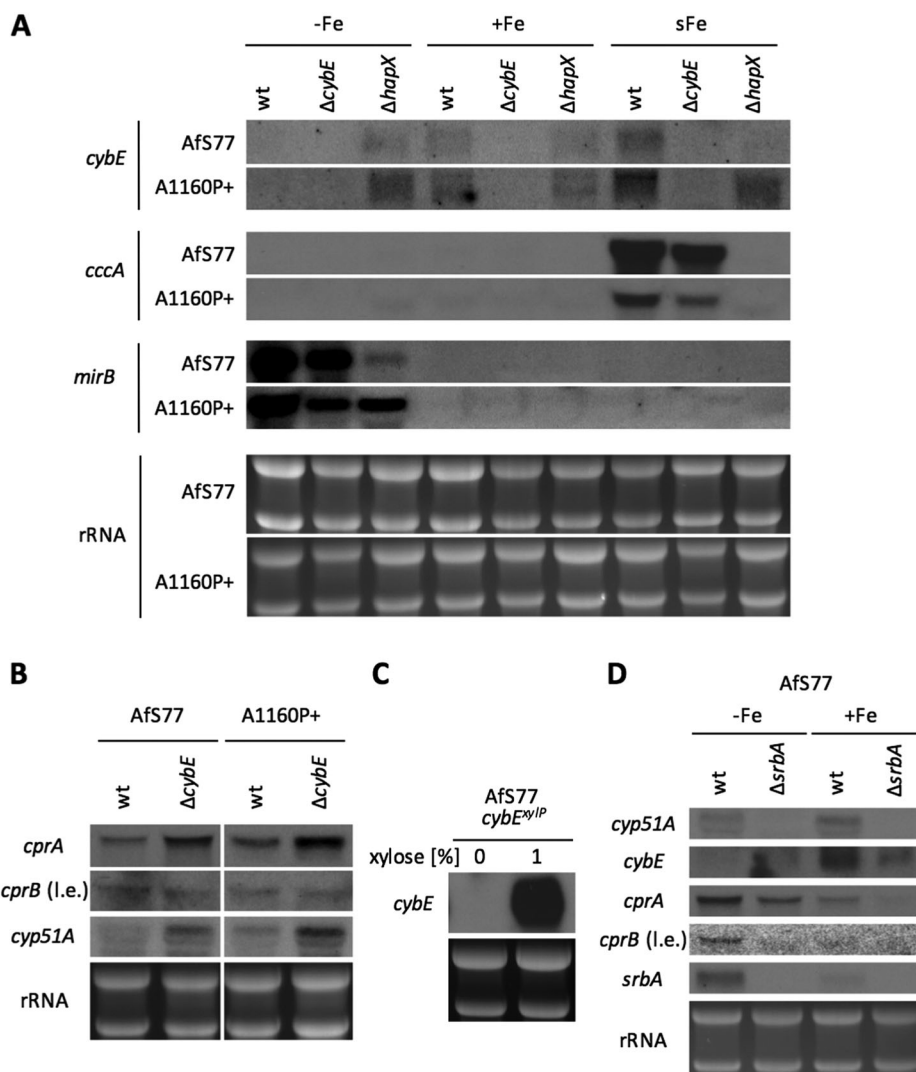 A
-Fe +Fe sFe
wt ΔcybE ΔhapX wt ΔcybE ΔhapX wt ΔcybE ΔhapX
cybE
AfS77
A1160P+
cccA
AfS77
A1160P+
mirB
AfS77
A1160P+
rRNA
AfS77
A1160P+
B
AfS77 A1160P+
wt ΔcybE wt ΔcybE
cprA
cprB (l.e.)
cyp51A
rRNA
C
AfS77
cybExylP
xylose [%] 0 1
cybE
D
AfS77
-Fe +Fe
wt ΔsrbA wt ΔsrbA
cyp51A
cybE
cprA
cprB (l.e.)
srbA
rRNA